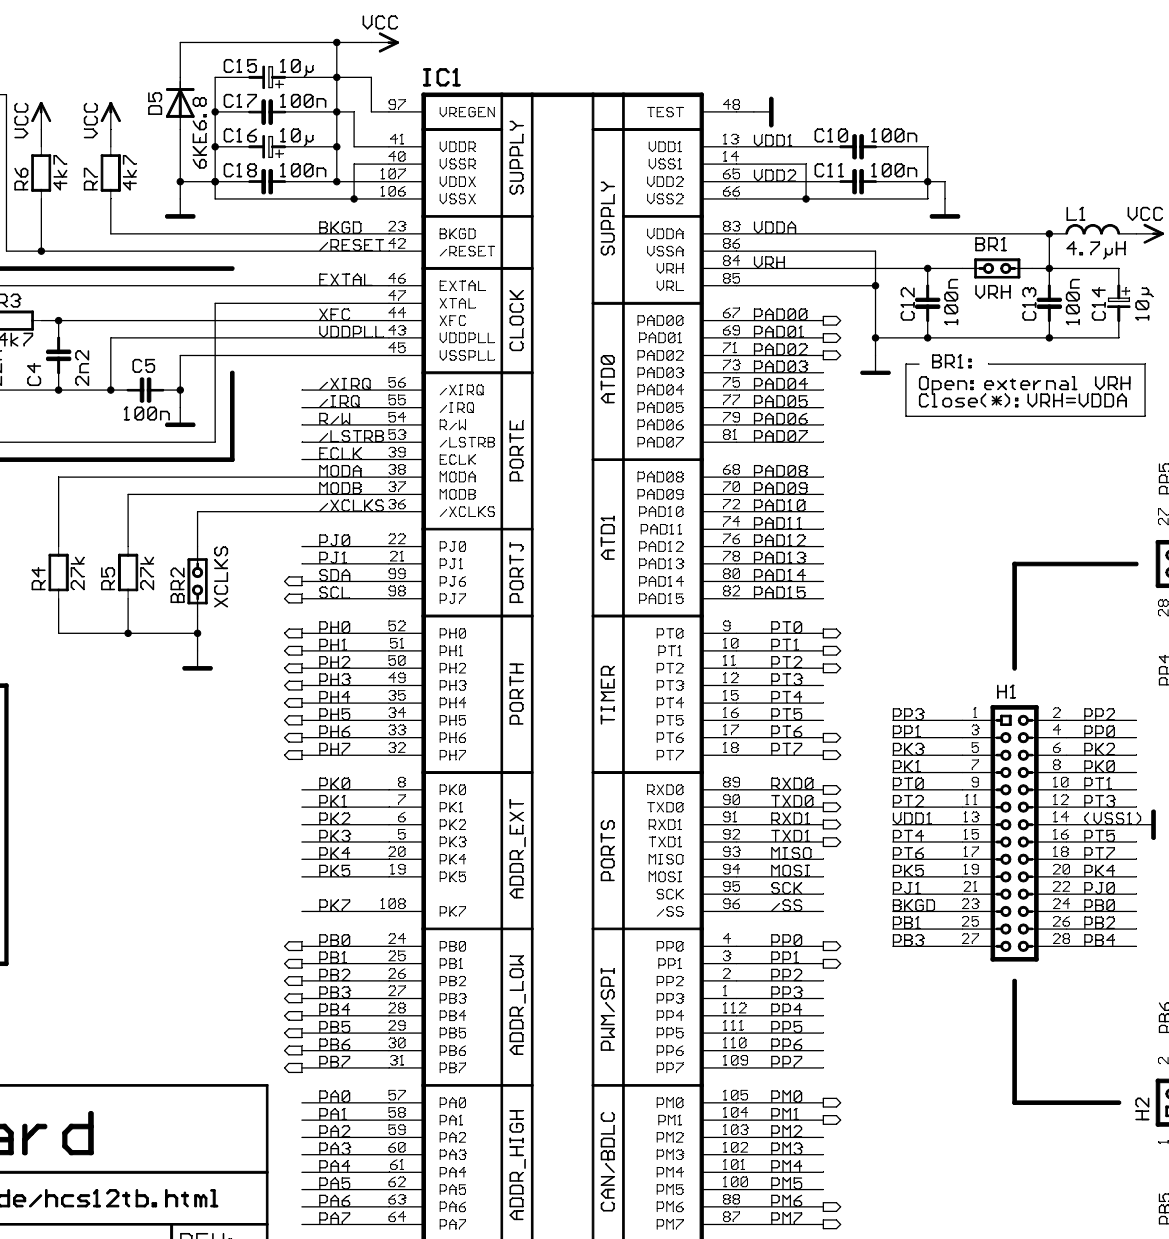 VCC
C15 10µ +
C17 100n
C16 10µ +
C18 100n
D5 6KE6.8
VCC VCC
R6 4k7
R7 4k7
IC1
97 VREGEN
41 VDDR
40 VSSR
107 VDDX
106 VSSX
SUPPLY
BKGD 23 BKGD
/RESET 42 /RESET
EXTAL 46 EXTAL
47 XTAL
XFC 44 XFC
VDDPLL 43 VDDPLL
45 VSSPLL
CLOCK
R3
4k7
C4 2n2
C5 100n
/XIRQ 56 /XIRQ
/IRQ 55 /IRQ
R/W 54 R/W
/LSTRB 53 /LSTRB
ECLK 39 ECLK
MODA 38 MODA
MODB 37 MODB
/XCLKS 36 /XCLKS
PORTE
R4 27k
R5 27k
BR2 XCLKS
PJ0 22 PJ0
PJ1 21 PJ1
SDA 99 PJ6
SCL 98 PJ7
PORTJ
PH0 52 PH0
PH1 51 PH1
PH2 50 PH2
PH3 49 PH3
PH4 35 PH4
PH5 34 PH5
PH6 33 PH6
PH7 32 PH7
PORTH
PK0 8 PK0
PK1 7 PK1
PK2 6 PK2
PK3 5 PK3
PK4 20 PK4
PK5 19 PK5
PK7 108 PK7
ADDR_EXT
PB0 24 PB0
PB1 25 PB1
PB2 26 PB2
PB3 27 PB3
PB4 28 PB4
PB5 29 PB5
PB6 30 PB6
PB7 31 PB7
ADDR_LOW
PA0 57 PA0
PA1 58 PA1
PA2 59 PA2
PA3 60 PA3
PA4 61 PA4
PA5 62 PA5
PA6 63 PA6
PA7 64 PA7
ADDR_HIGH
TEST 48
VDD1 13 VDD1
VSS1 14
VDD2 65 VDD2
VSS2 66
C10 100n
C11 100n
SUPPLY
VDDA 83 VDDA
VSSA 86
VRH 84 VRH
VRL 85
L1 4.7µH VCC
BR1 VRH
C12 100n
C13 100n
C14 10µ +
BR1:
Open: external VRH
Close(*): VRH=VDDA
PAD00 67 PAD00
PAD01 69 PAD01
PAD02 71 PAD02
PAD03 73 PAD03
PAD04 75 PAD04
PAD05 77 PAD05
PAD06 79 PAD06
PAD07 81 PAD07
ATD0
PAD08 68 PAD08
PAD09 70 PAD09
PAD10 72 PAD10
PAD11 74 PAD11
PAD12 76 PAD12
PAD13 78 PAD13
PAD14 80 PAD14
PAD15 82 PAD15
ATD1
PT0 9 PT0
PT1 10 PT1
PT2 11 PT2
PT3 12 PT3
PT4 15 PT4
PT5 16 PT5
PT6 17 PT6
PT7 18 PT7
TIMER
RXD0 89 RXD0
TXD0 90 TXD0
RXD1 91 RXD1
TXD1 92 TXD1
MISO 93 MISO
MOSI 94 MOSI
SCK 95 SCK
/SS 96 /SS
PORTS
PP0 4 PP0
PP1 3 PP1
PP2 2 PP2
PP3 1 PP3
PP4 112 PP4
PP5 111 PP5
PP6 110 PP6
PP7 109 PP7
PWM/SPI
PM0 105 PM0
PM1 104 PM1
PM2 103 PM2
PM3 102 PM3
PM4 101 PM4
PM5 100 PM5
PM6 88 PM6
PM7 87 PM7
CAN/BDLC
H1
PP3 1 2 PP2
PP1 3 4 PP0
PK3 5 6 PK2
PK1 7 8 PK0
PT0 9 10 PT1
PT2 11 12 PT3
VDD1 13 14 (VSS1)
PT4 15 16 PT5
PT6 17 18 PT7
PK5 19 20 PK4
PJ1 21 22 PJ0
BKGD 23 24 PB0
PB1 25 26 PB2
PB3 27 28 PB4
27 PP5
28 PP4
2 PB6
H2
1 PB5
ard
de/hcs12tb.html
REV: